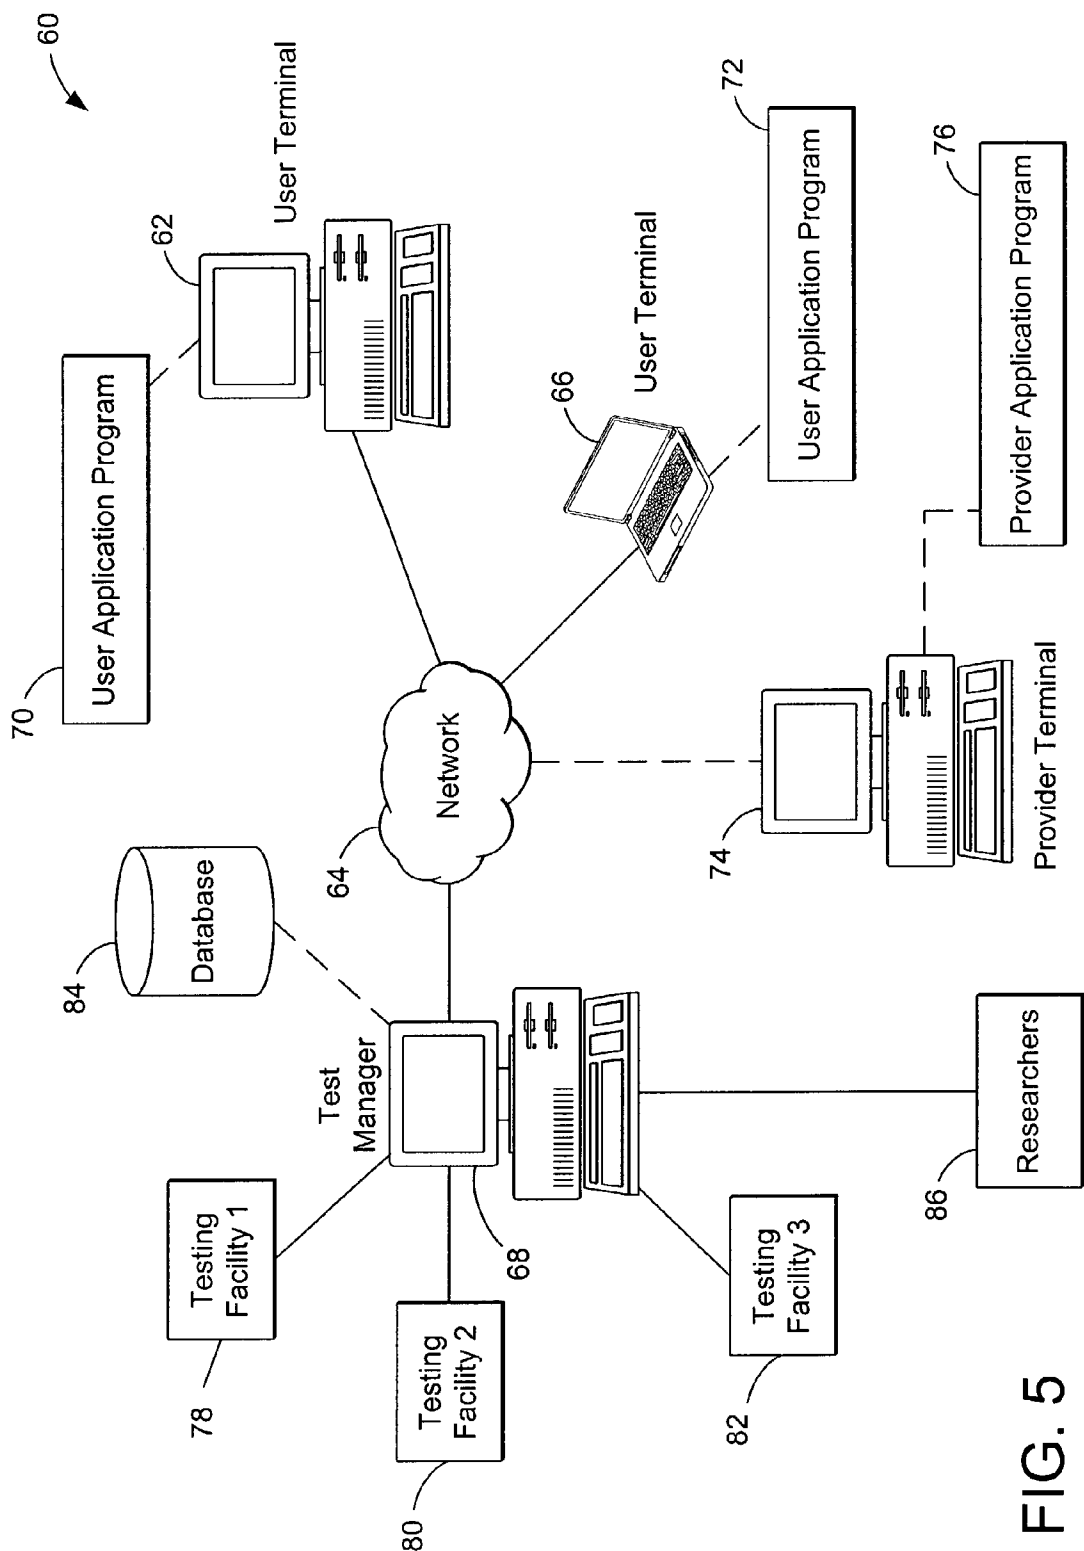 60
70
User Application Program
62
User Terminal
84
Database
64
Network
66
User Terminal
72
User Application Program
78
Testing
Facility 1
Test
Manager
68
80
Testing
Facility 2
82
Testing
Facility 3
74
Provider Terminal
76
Provider Application Program
86
Researchers
FIG. 5